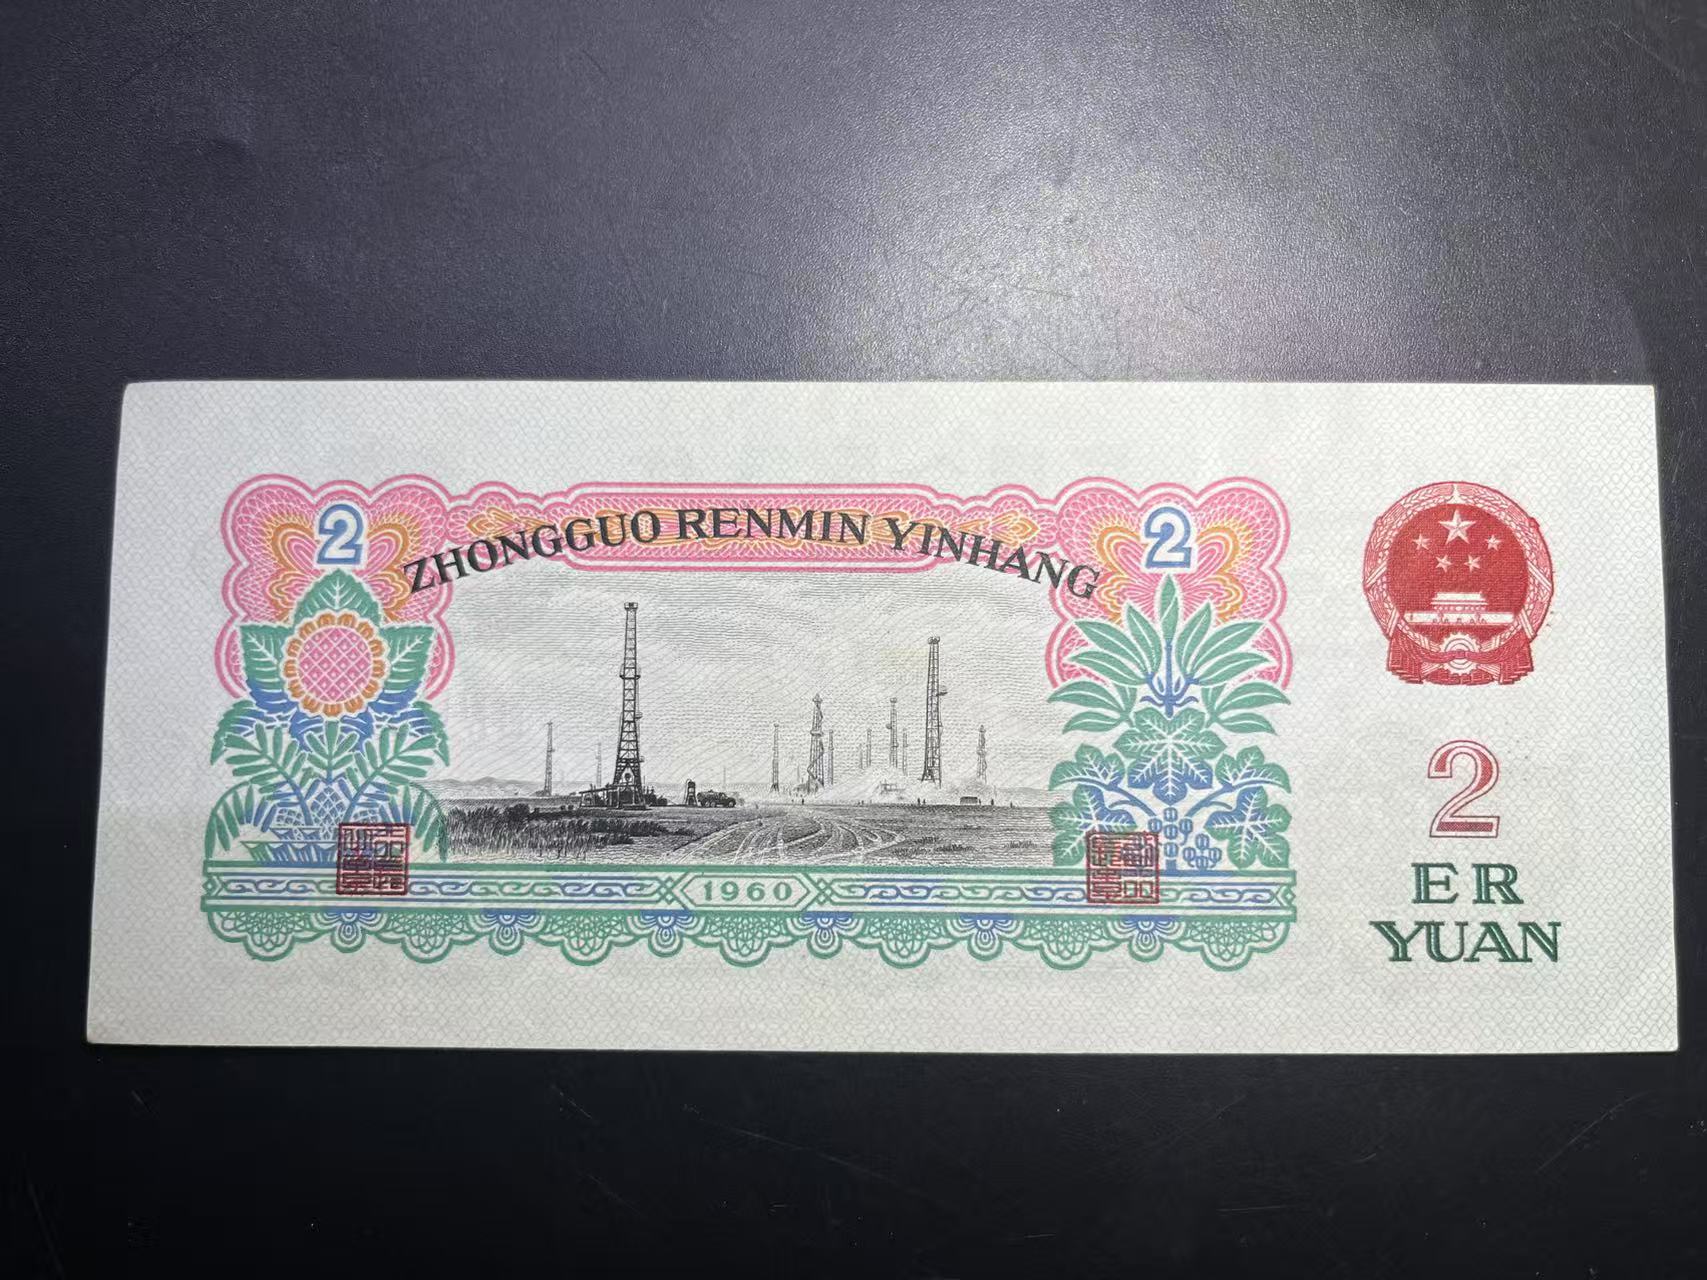 2
2
ZHONGGUO RENMIN YINHANG
1960
2
ER
YUAN